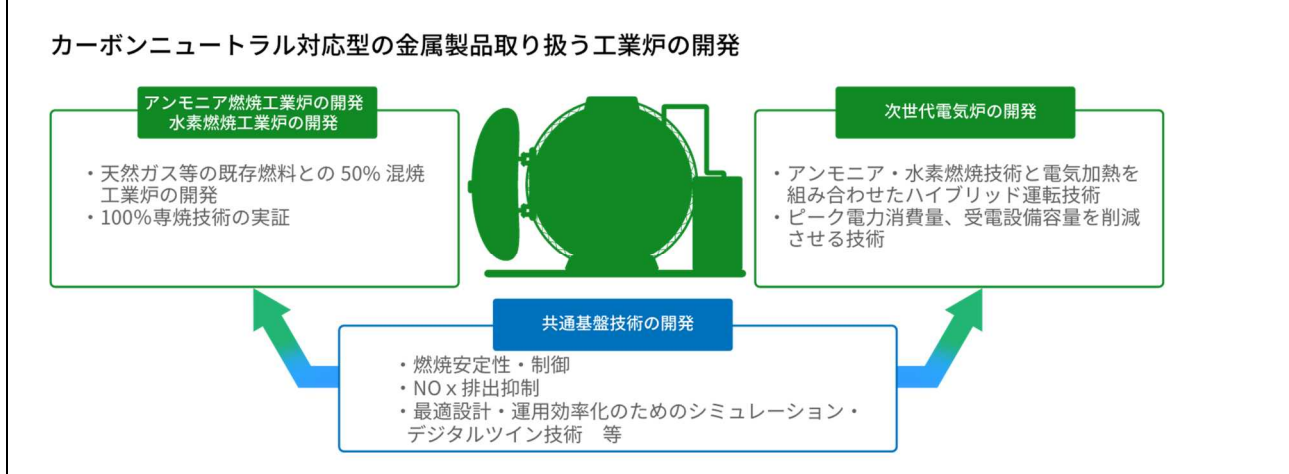 カーボンニュートラル対応型の金属製品取り扱う工業炉の開発
アンモニア燃焼工業炉の開発
水素燃焼工業炉の開発
・天然ガス等の既存燃料との 50% 混焼
工業炉の開発
・100%専焼技術の実証
次世代電気炉の開発
・アンモニア・水素燃焼技術と電気加熱を
組み合わせたハイブリッド運転技術
・ピーク電力消費量、受電設備容量を削減
させる技術
共通基盤技術の開発
・燃焼安定性・制御
・NOｘ排出抑制
・最適設計・運用効率化のためのシミュレーション・
デジタルツイン技術　等